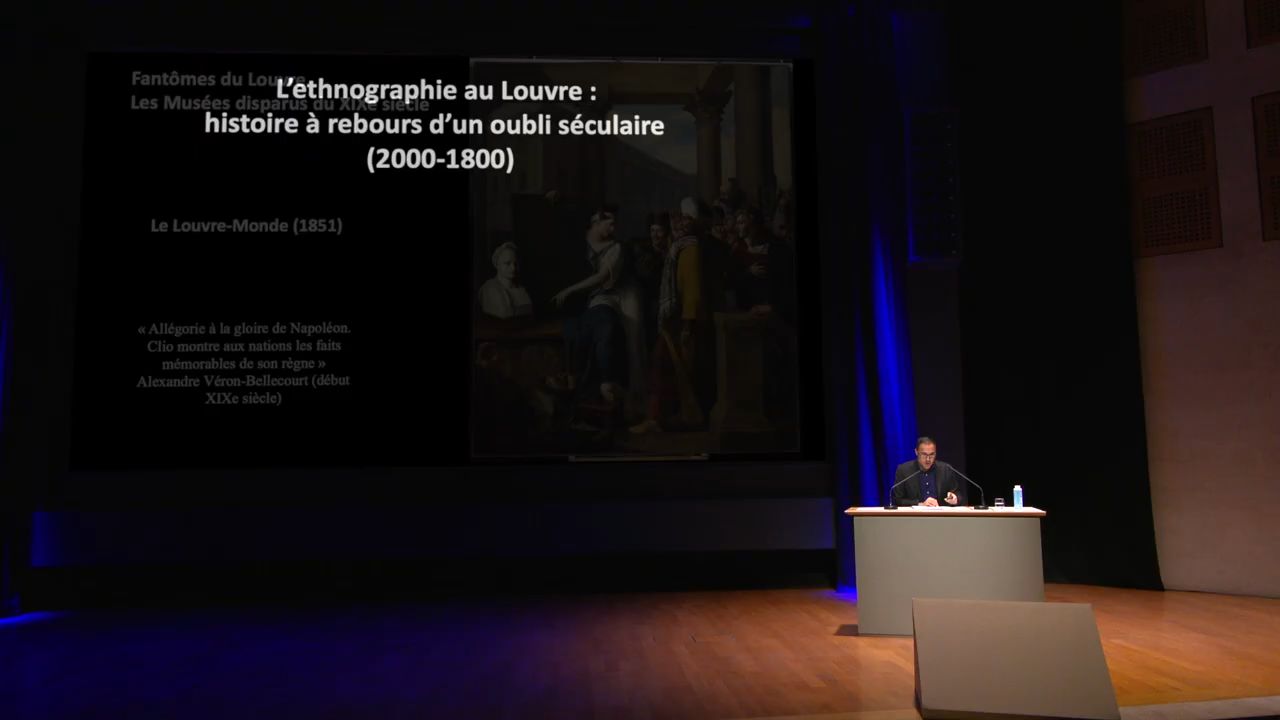 Fantômes du Louvre
Les Musées disparus du XIXe siècle
L'ethnographie au Louvre :
histoire à rebours d'un oubli séculaire
(2000-1800)
Le Louvre-Monde (1851)
« Allégorie à la gloire de Napoléon.
Clio montre aux nations les faits
mémorables de son règne »
Alexandre Véron-Bellecourt (début
XIXe siècle)